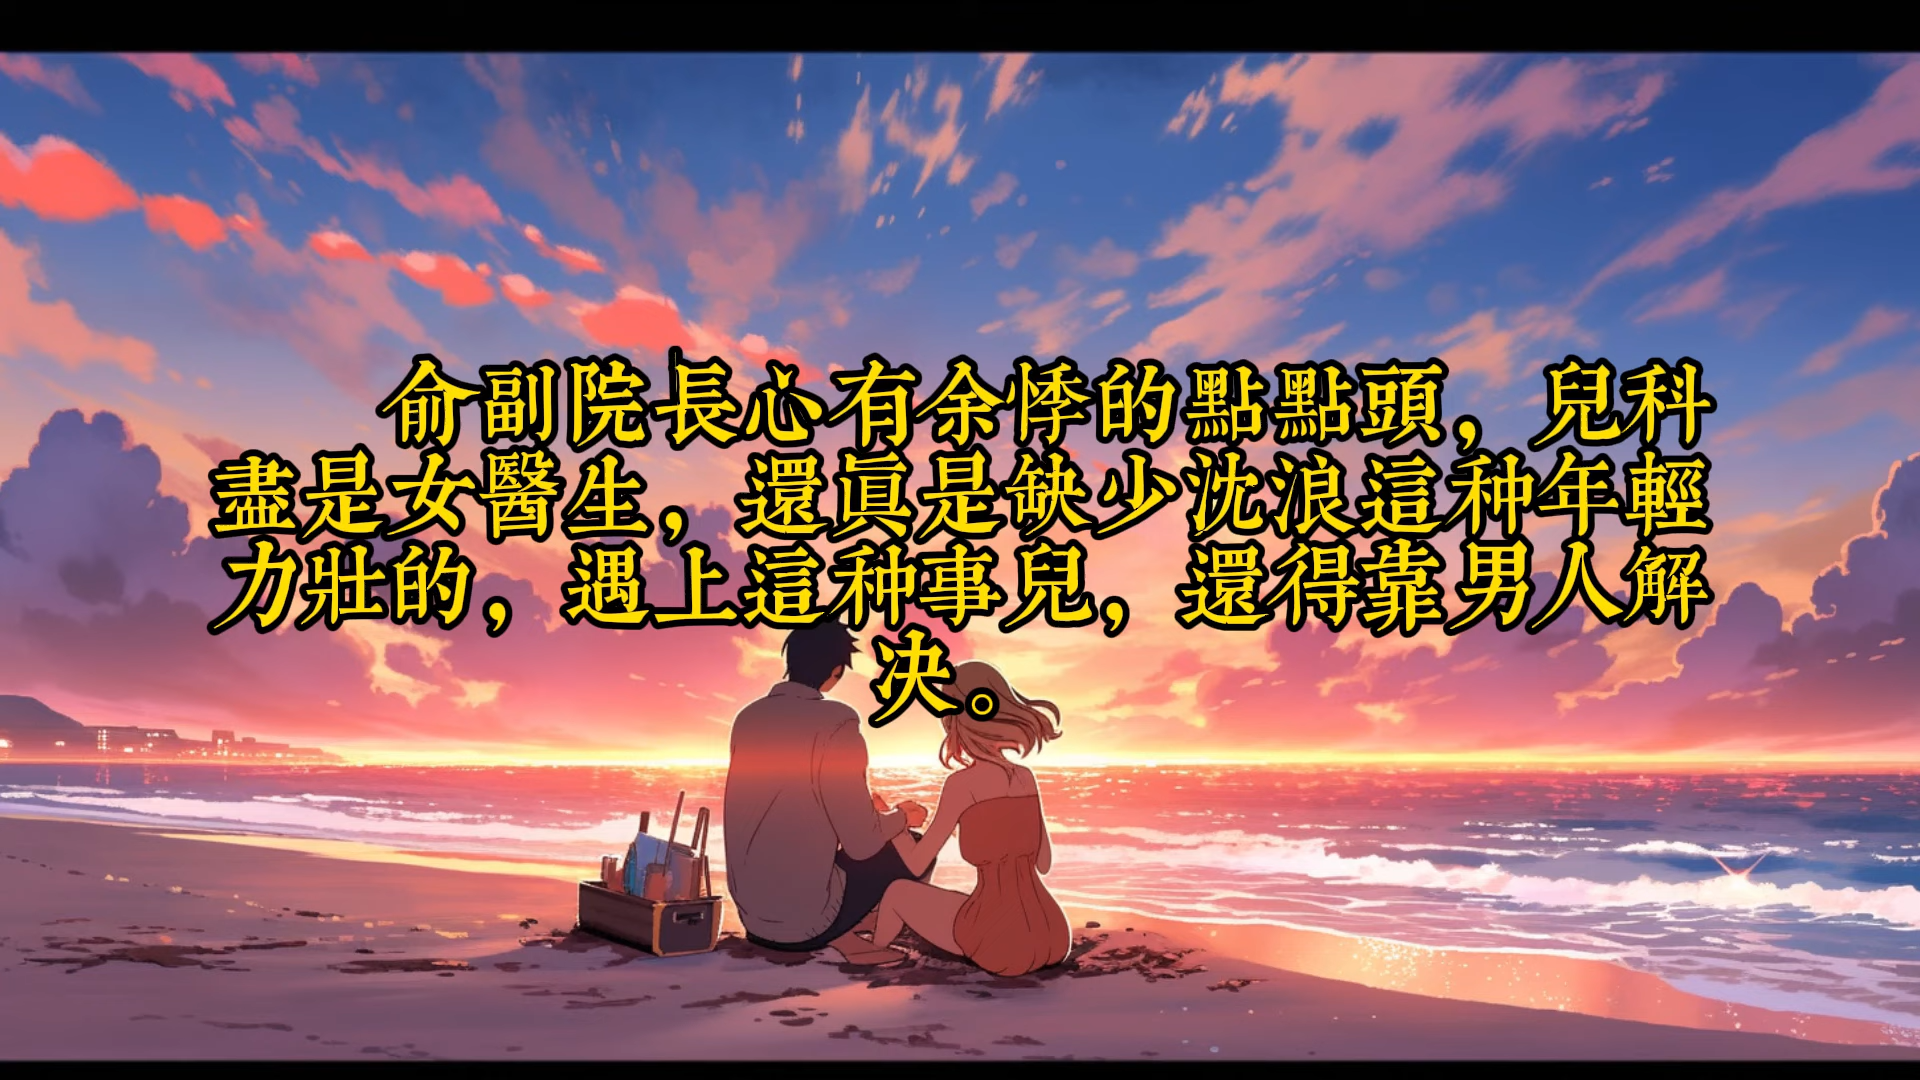 俞副院長心有余悸的點點頭，兒科
盡是女醫生，還眞是缺少沈浪這种年輕
力壯的，遇上這种事兒，還得靠男人解
决。